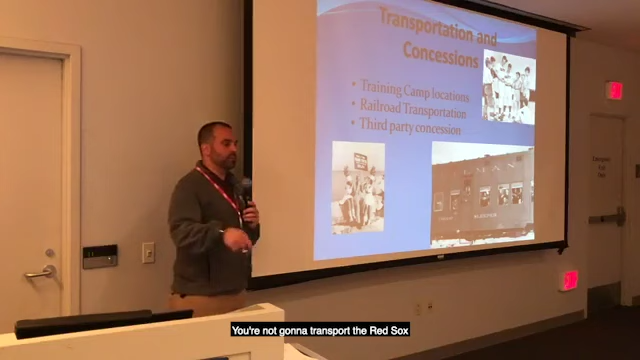 Transportation and
Concessions
• Training Camp locations
• Railroad Transportation
• Third party concession
EXIT
You're not gonna transport the Red Sox